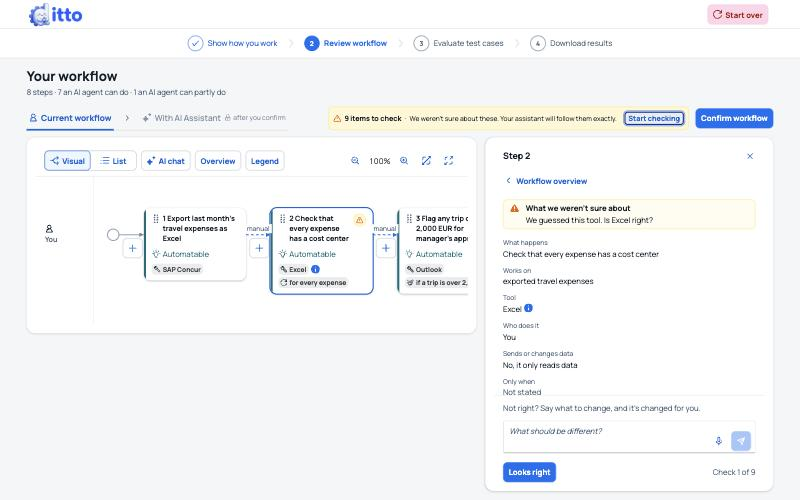 itto
Start over
Show how you work
2 Review workflow
3 Evaluate test cases
4 Download results
Your workflow
8 steps · 7 an AI agent can do · 1 an AI agent can partly do
Current workflow
With AI Assistant after you confirm
9 items to check · We weren't sure about these. Your assistant will follow them exactly.
Start checking
Confirm workflow
Visual
List
AI chat
Overview
Legend
100%
You
1 Export last month's
travel expenses as
Excel
Automatable
SAP Concur
manual
2 Check that
every expense
has a cost center
Automatable
Excel
for every expense
manual
3 Flag any trip
2,000 EUR for
manager's
Automatable
Outlook
if a trip is over 2,
Step 2
Workflow overview
What we weren't sure about
We guessed this tool. Is Excel right?
What happens
Check that every expense has a cost center
Works on
exported travel expenses
Tool
Excel
Who does it
You
Sends or changes data
No, it only reads data
Only when
Not stated
Not right? Say what to change, and it's changed for you.
What should be different?
Looks right
Check 1 of 9